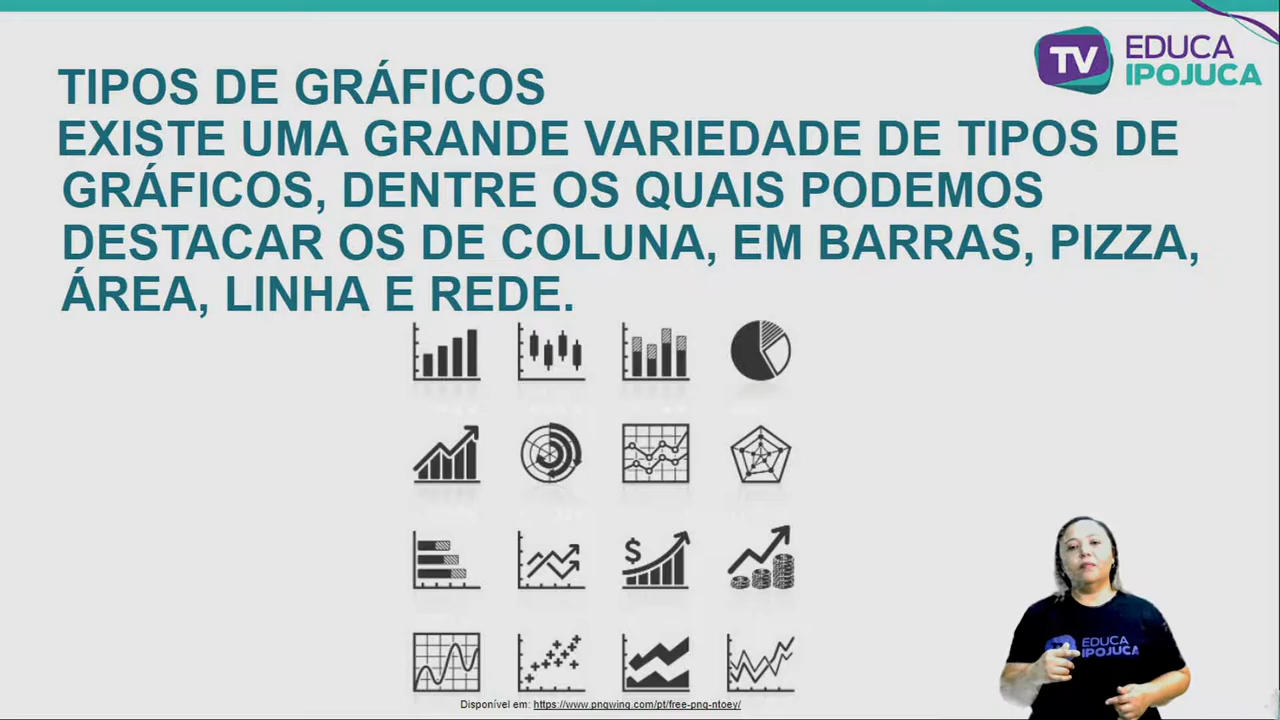 TV EDUCA
IPOJUCA
TIPOS DE GRÁFICOS
EXISTE UMA GRANDE VARIEDADE DE TIPOS DE
GRÁFICOS, DENTRE OS QUAIS PODEMOS
DESTACAR OS DE COLUNA, EM BARRAS, PIZZA,
ÁREA, LINHA E REDE.
$
EDUCA
IPOJUCA
Disponível em: https://www.pngwing.com/pt/free-png-ntoey/